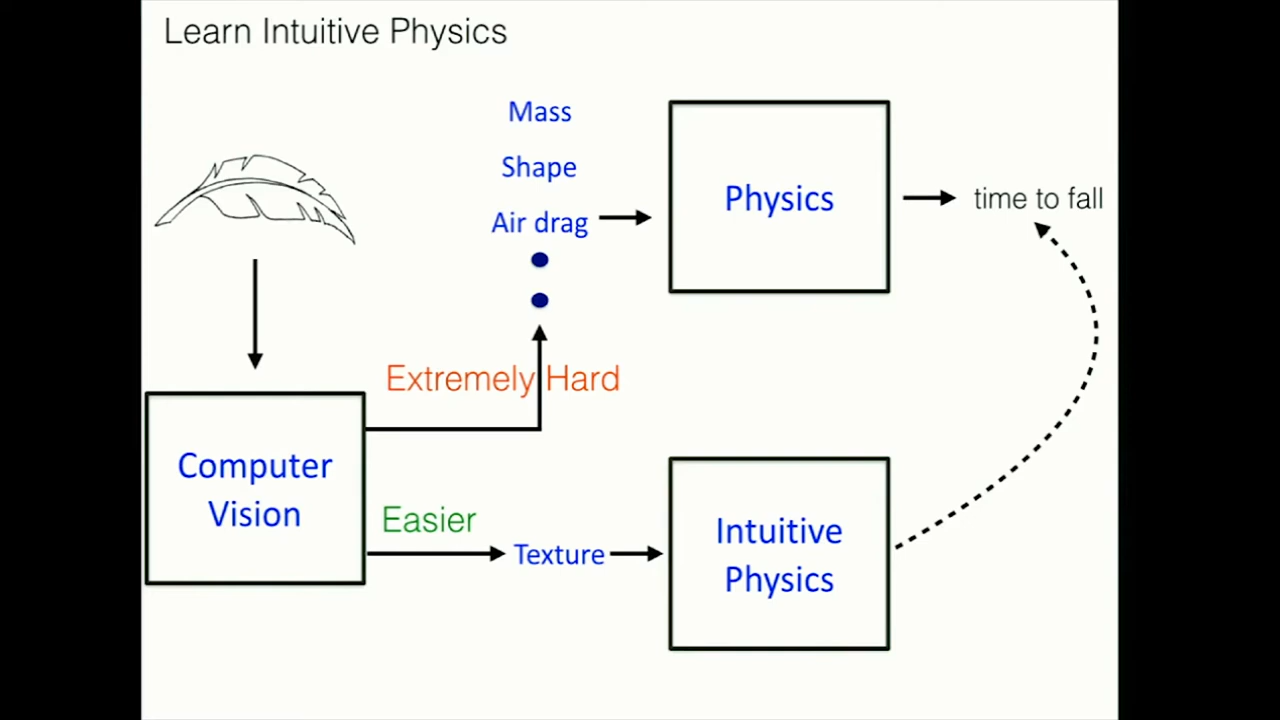 Learn Intuitive Physics
Mass
Shape
Air drag
Physics
time to fall
Extremely Hard
Computer
Vision
Easier
Texture
Intuitive
Physics